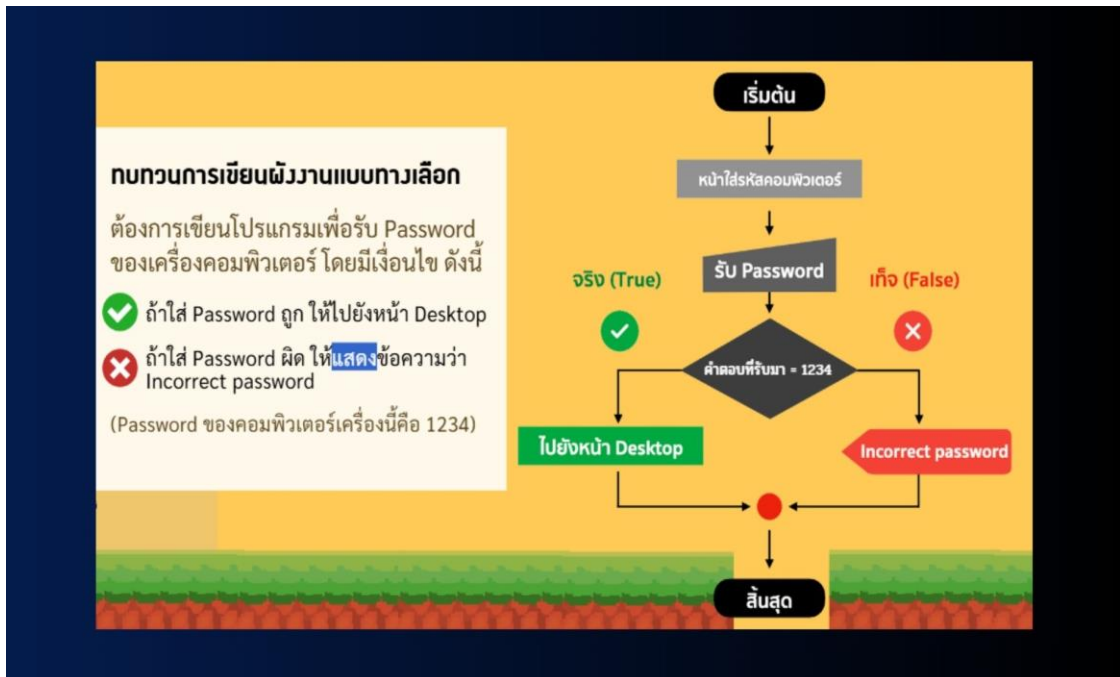 ทบทวนการเขียนผังงานแบบทางเลือก
ต้องการเขียนโปรแกรมเพื่อรับ Password
ของเครื่องคอมพิวเตอร์ โดยมีเงื่อนไข ดังนี้
ถ้าใส่ Password ถูก ให้ไปยังหน้า Desktop
ถ้าใส่ Password ผิด ให้แสดงข้อความว่า
Incorrect password
(Password ของคอมพิวเตอร์เครื่องนี้คือ 1234)
เริ่มต้น
หน้าใส่รหัสคอมพิวเตอร์
รับ Password
จริง (True)
เท็จ (False)
คำตอบที่รับมา = 1234
ไปยังหน้า Desktop
Incorrect password
สิ้นสุด